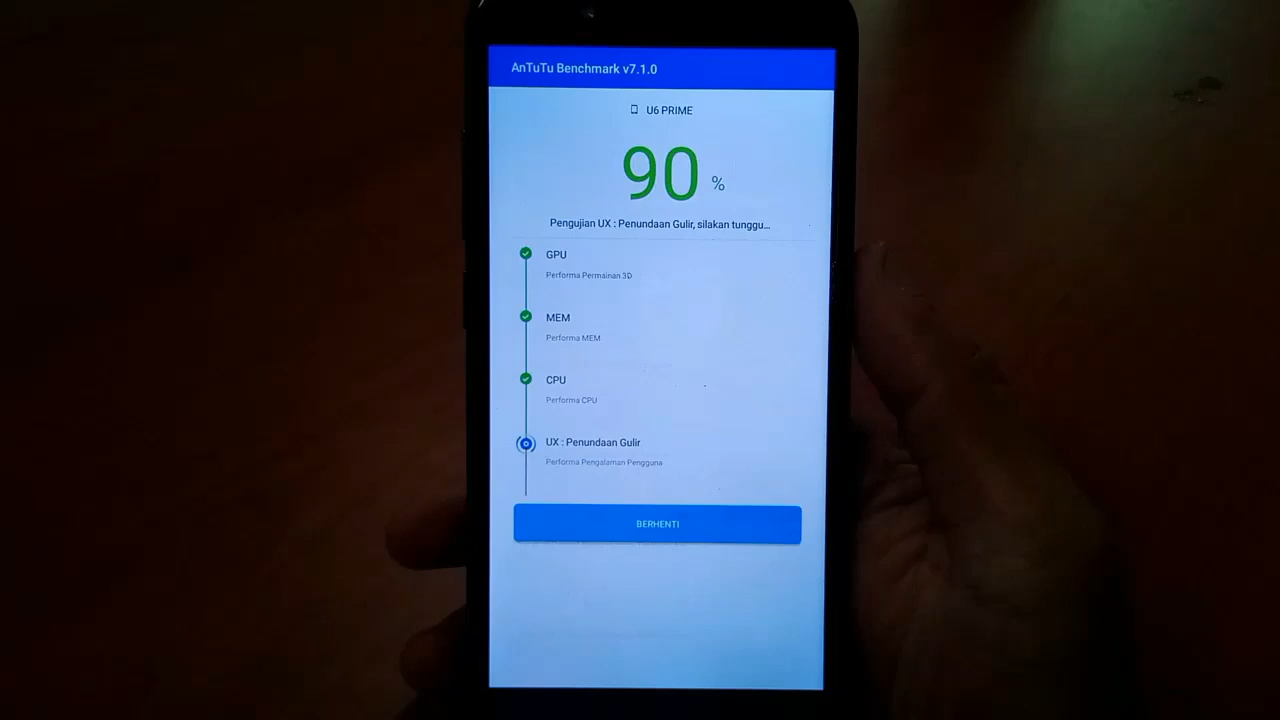 AnTuTu Benchmark v7.1.0
U6 PRIME
90 %
Pengujian UX : Penundaan Gulir, silakan tunggu...
GPU
Performa Permainan 3D
MEM
Performa MEM
CPU
Performa CPU
UX : Penundaan Gulir
Performa Pengalaman Pengguna
BERHENTI